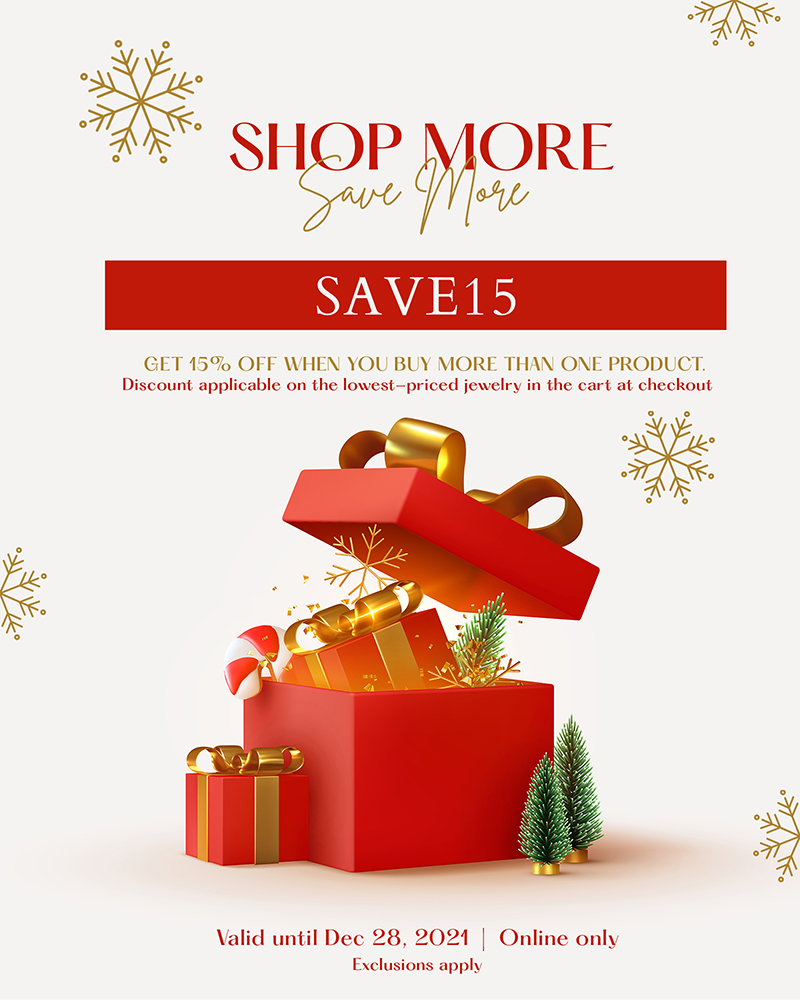 SHOP MORE
Save More
SAVE15
GET 15% OFF WHEN YOU BUY MORE THAN ONE PRODUCT.
Discount applicable on the lowest-priced jewelry in the cart at checkout
Valid until Dec 28, 2021 | Online only
Exclusions apply